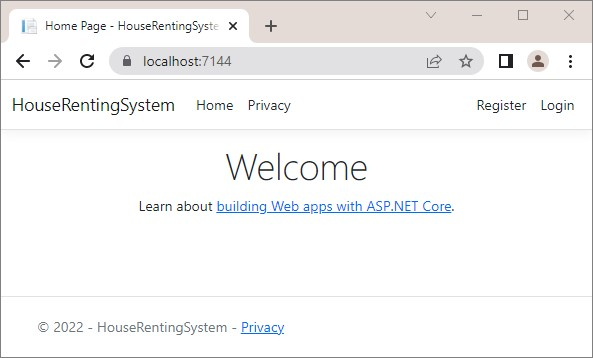 Home Page - HouseRentingSyste
localhost:7144
HouseRentingSystem Home Privacy Register Login
Welcome
Learn about building Web apps with ASP.NET Core.
© 2022 - HouseRentingSystem - Privacy